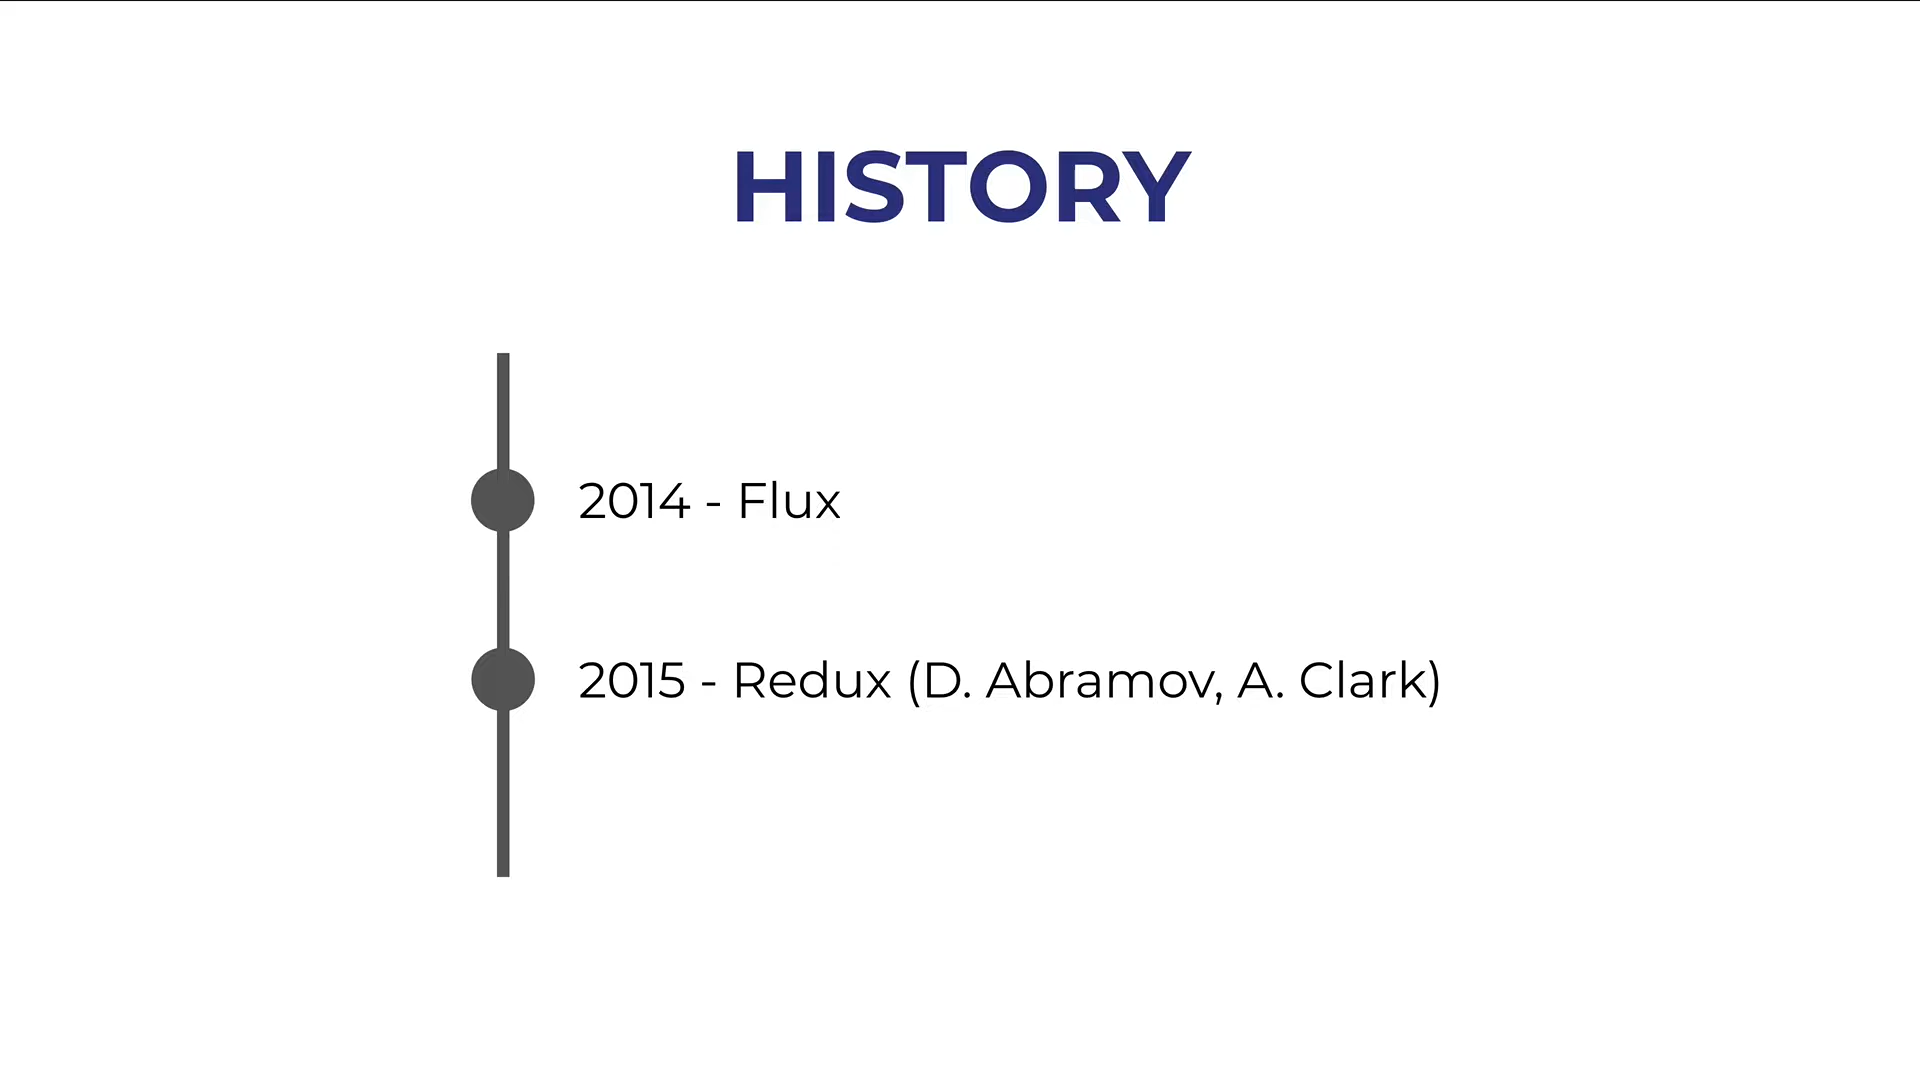 HISTORY
2014 - Flux
2015 - Redux (D. Abramov, A. Clark)